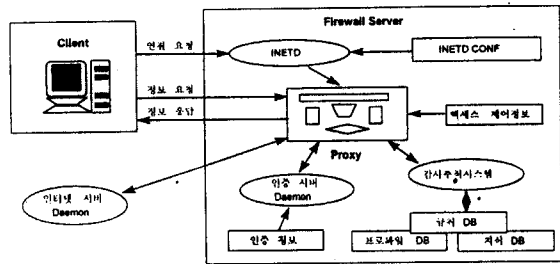 Firewall Server
Client
연결 요청
INETD
INETD CONF
정보 요청
정보 응답
액세스 제어정보
Proxy
인터넷 서버
Daemon
인증 서버
Daemon
감사추적시스템
인증 정보
규칙 DB
프로파일 DB
지식 DB